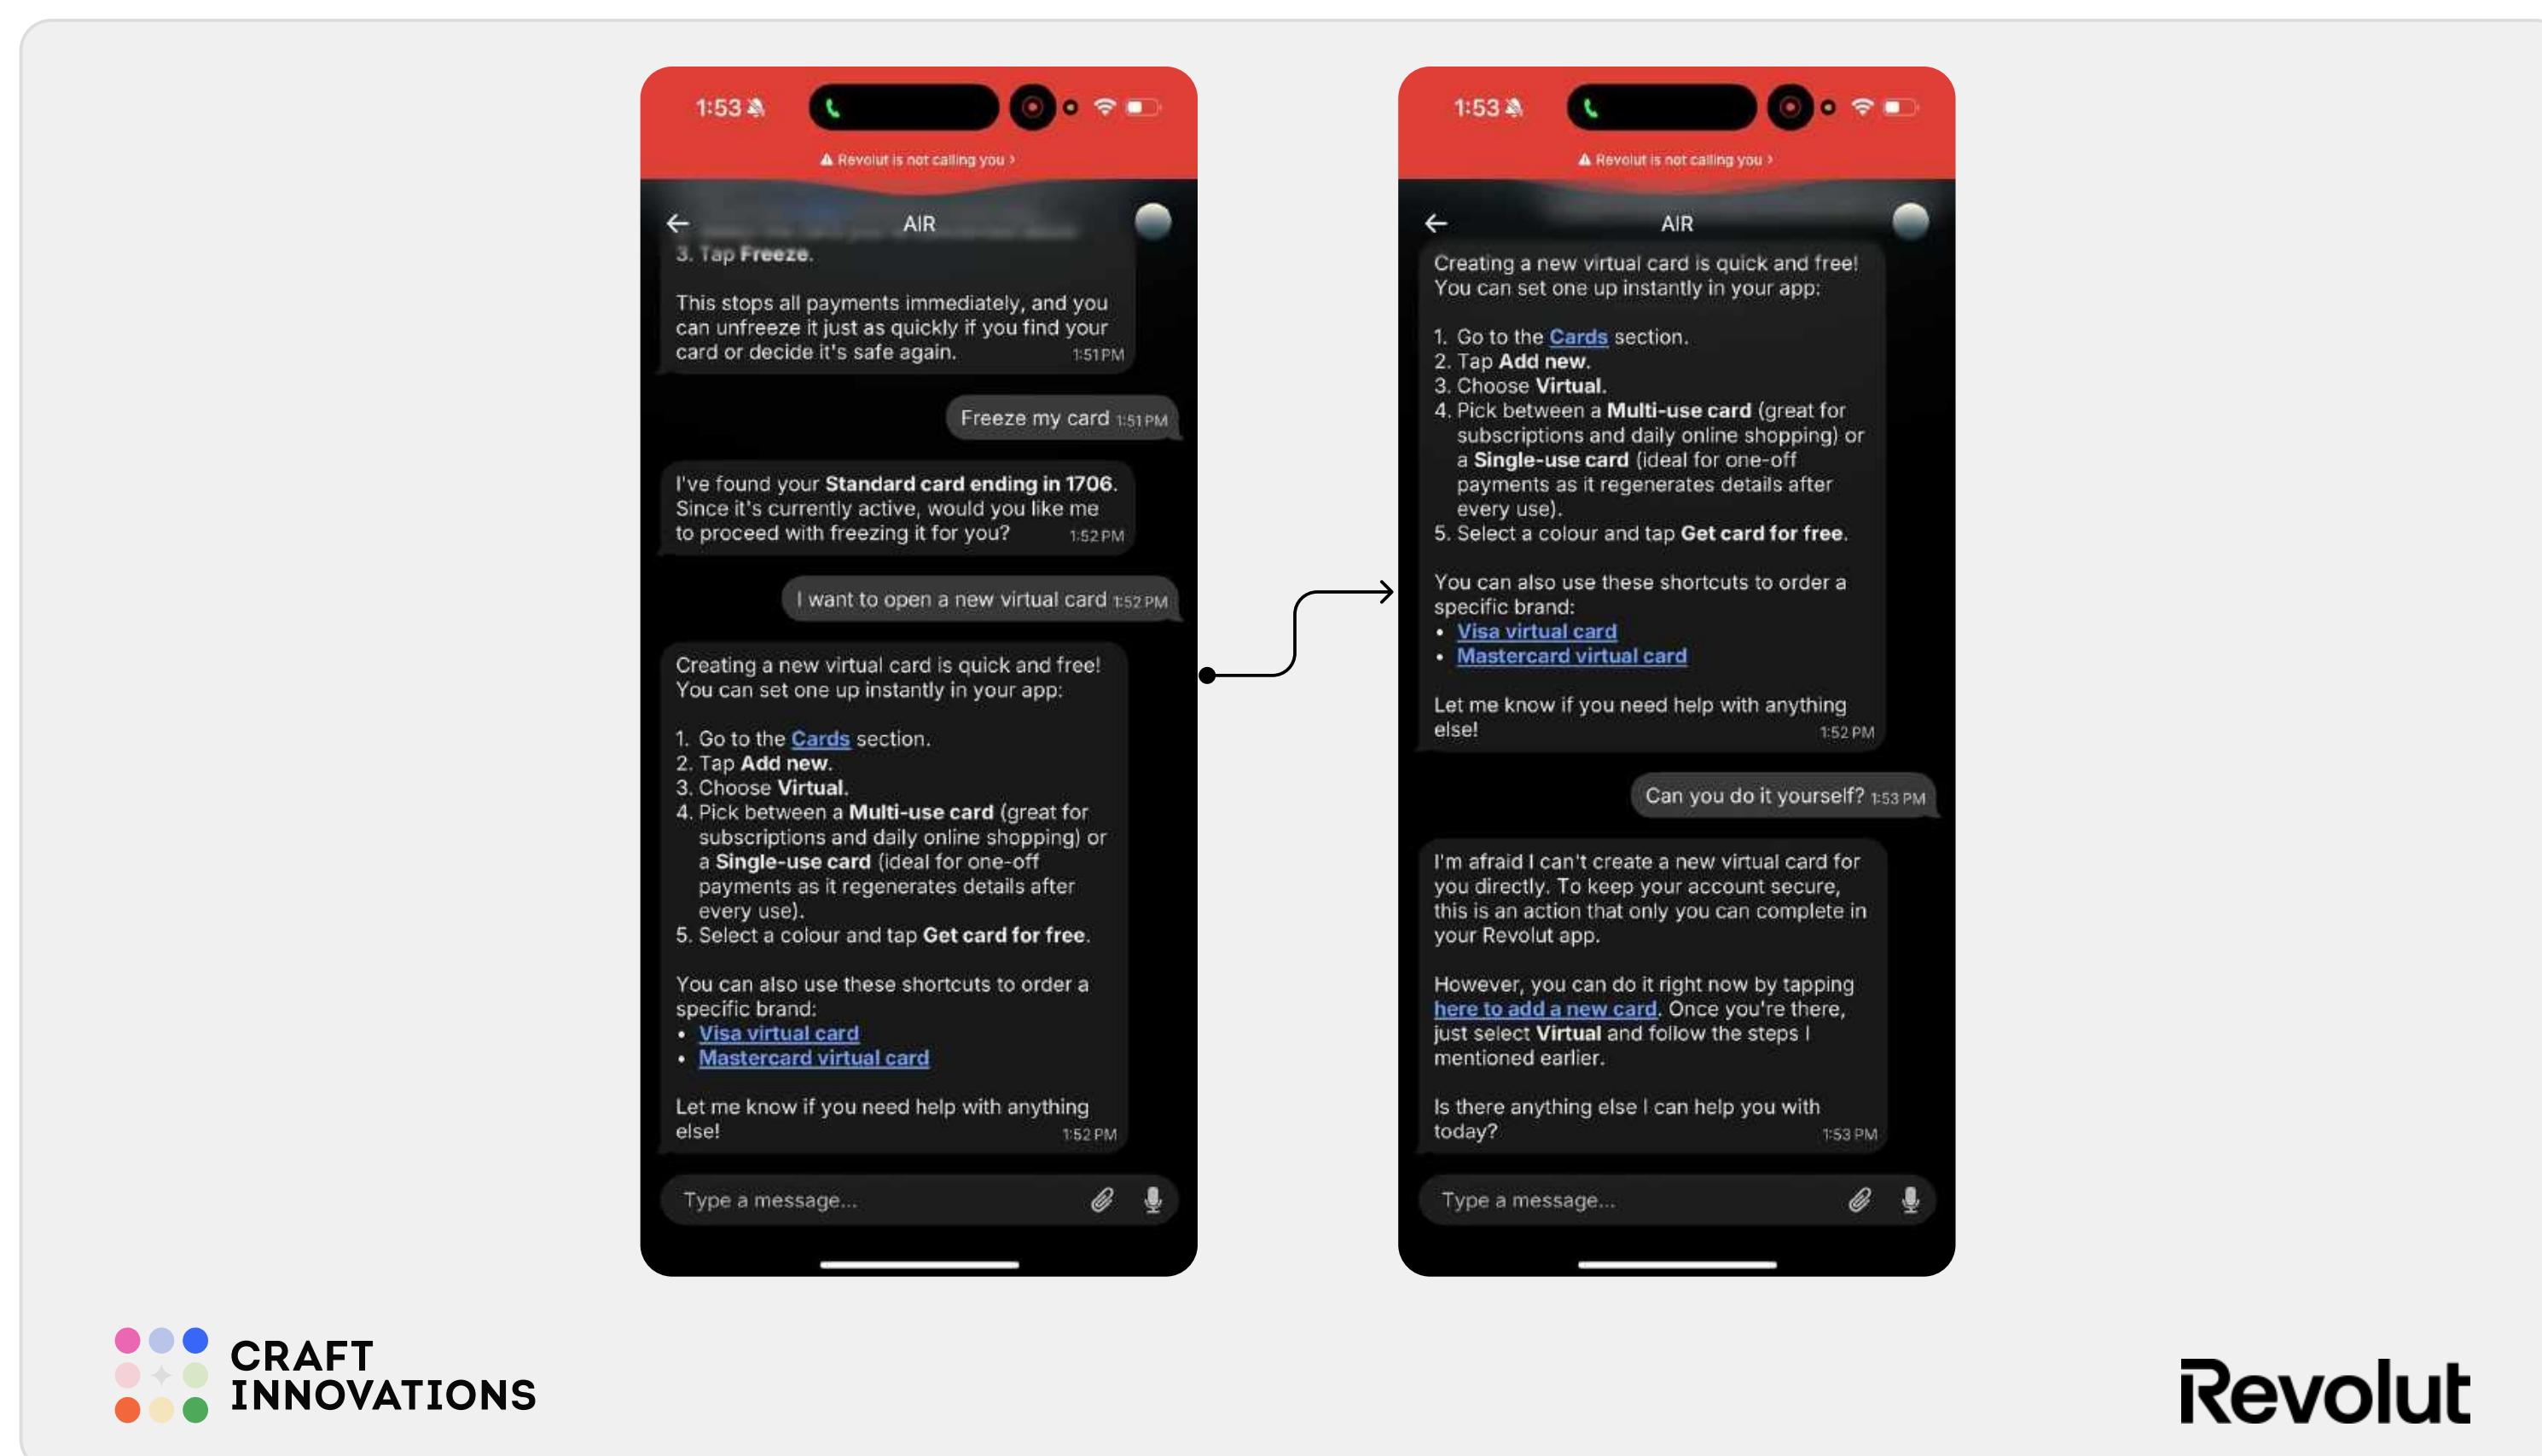 1:53
Revolut is not calling you ›
AIR
3. Tap Freeze.
This stops all payments immediately, and you
can unfreeze it just as quickly if you find your
card or decide it's safe again. 1:51 PM
Freeze my card 1:51 PM
I've found your Standard card ending in 1706.
Since it's currently active, would you like me
to proceed with freezing it for you? 1:52 PM
I want to open a new virtual card 1:52 PM
Creating a new virtual card is quick and free!
You can set one up instantly in your app:
1. Go to the Cards section.
2. Tap Add new.
3. Choose Virtual.
4. Pick between a Multi-use card (great for
subscriptions and daily online shopping) or
a Single-use card (ideal for one-off
payments as it regenerates details after
every use).
5. Select a colour and tap Get card for free.
You can also use these shortcuts to order a
specific brand:
• Visa virtual card
• Mastercard virtual card
Let me know if you need help with anything
else! 1:52 PM
Type a message...
1:53
Revolut is not calling you ›
AIR
Creating a new virtual card is quick and free!
You can set one up instantly in your app:
1. Go to the Cards section.
2. Tap Add new.
3. Choose Virtual.
4. Pick between a Multi-use card (great for
subscriptions and daily online shopping) or
a Single-use card (ideal for one-off
payments as it regenerates details after
every use).
5. Select a colour and tap Get card for free.
You can also use these shortcuts to order a
specific brand:
• Visa virtual card
• Mastercard virtual card
Let me know if you need help with anything
else! 1:52 PM
Can you do it yourself? 1:53 PM
I'm afraid I can't create a new virtual card for
you directly. To keep your account secure,
this is an action that only you can complete in
your Revolut app.
However, you can do it right now by tapping
here to add a new card. Once you're there,
just select Virtual and follow the steps I
mentioned earlier.
Is there anything else I can help you with
today? 1:53 PM
Type a message...
CRAFT
INNOVATIONS
Revolut